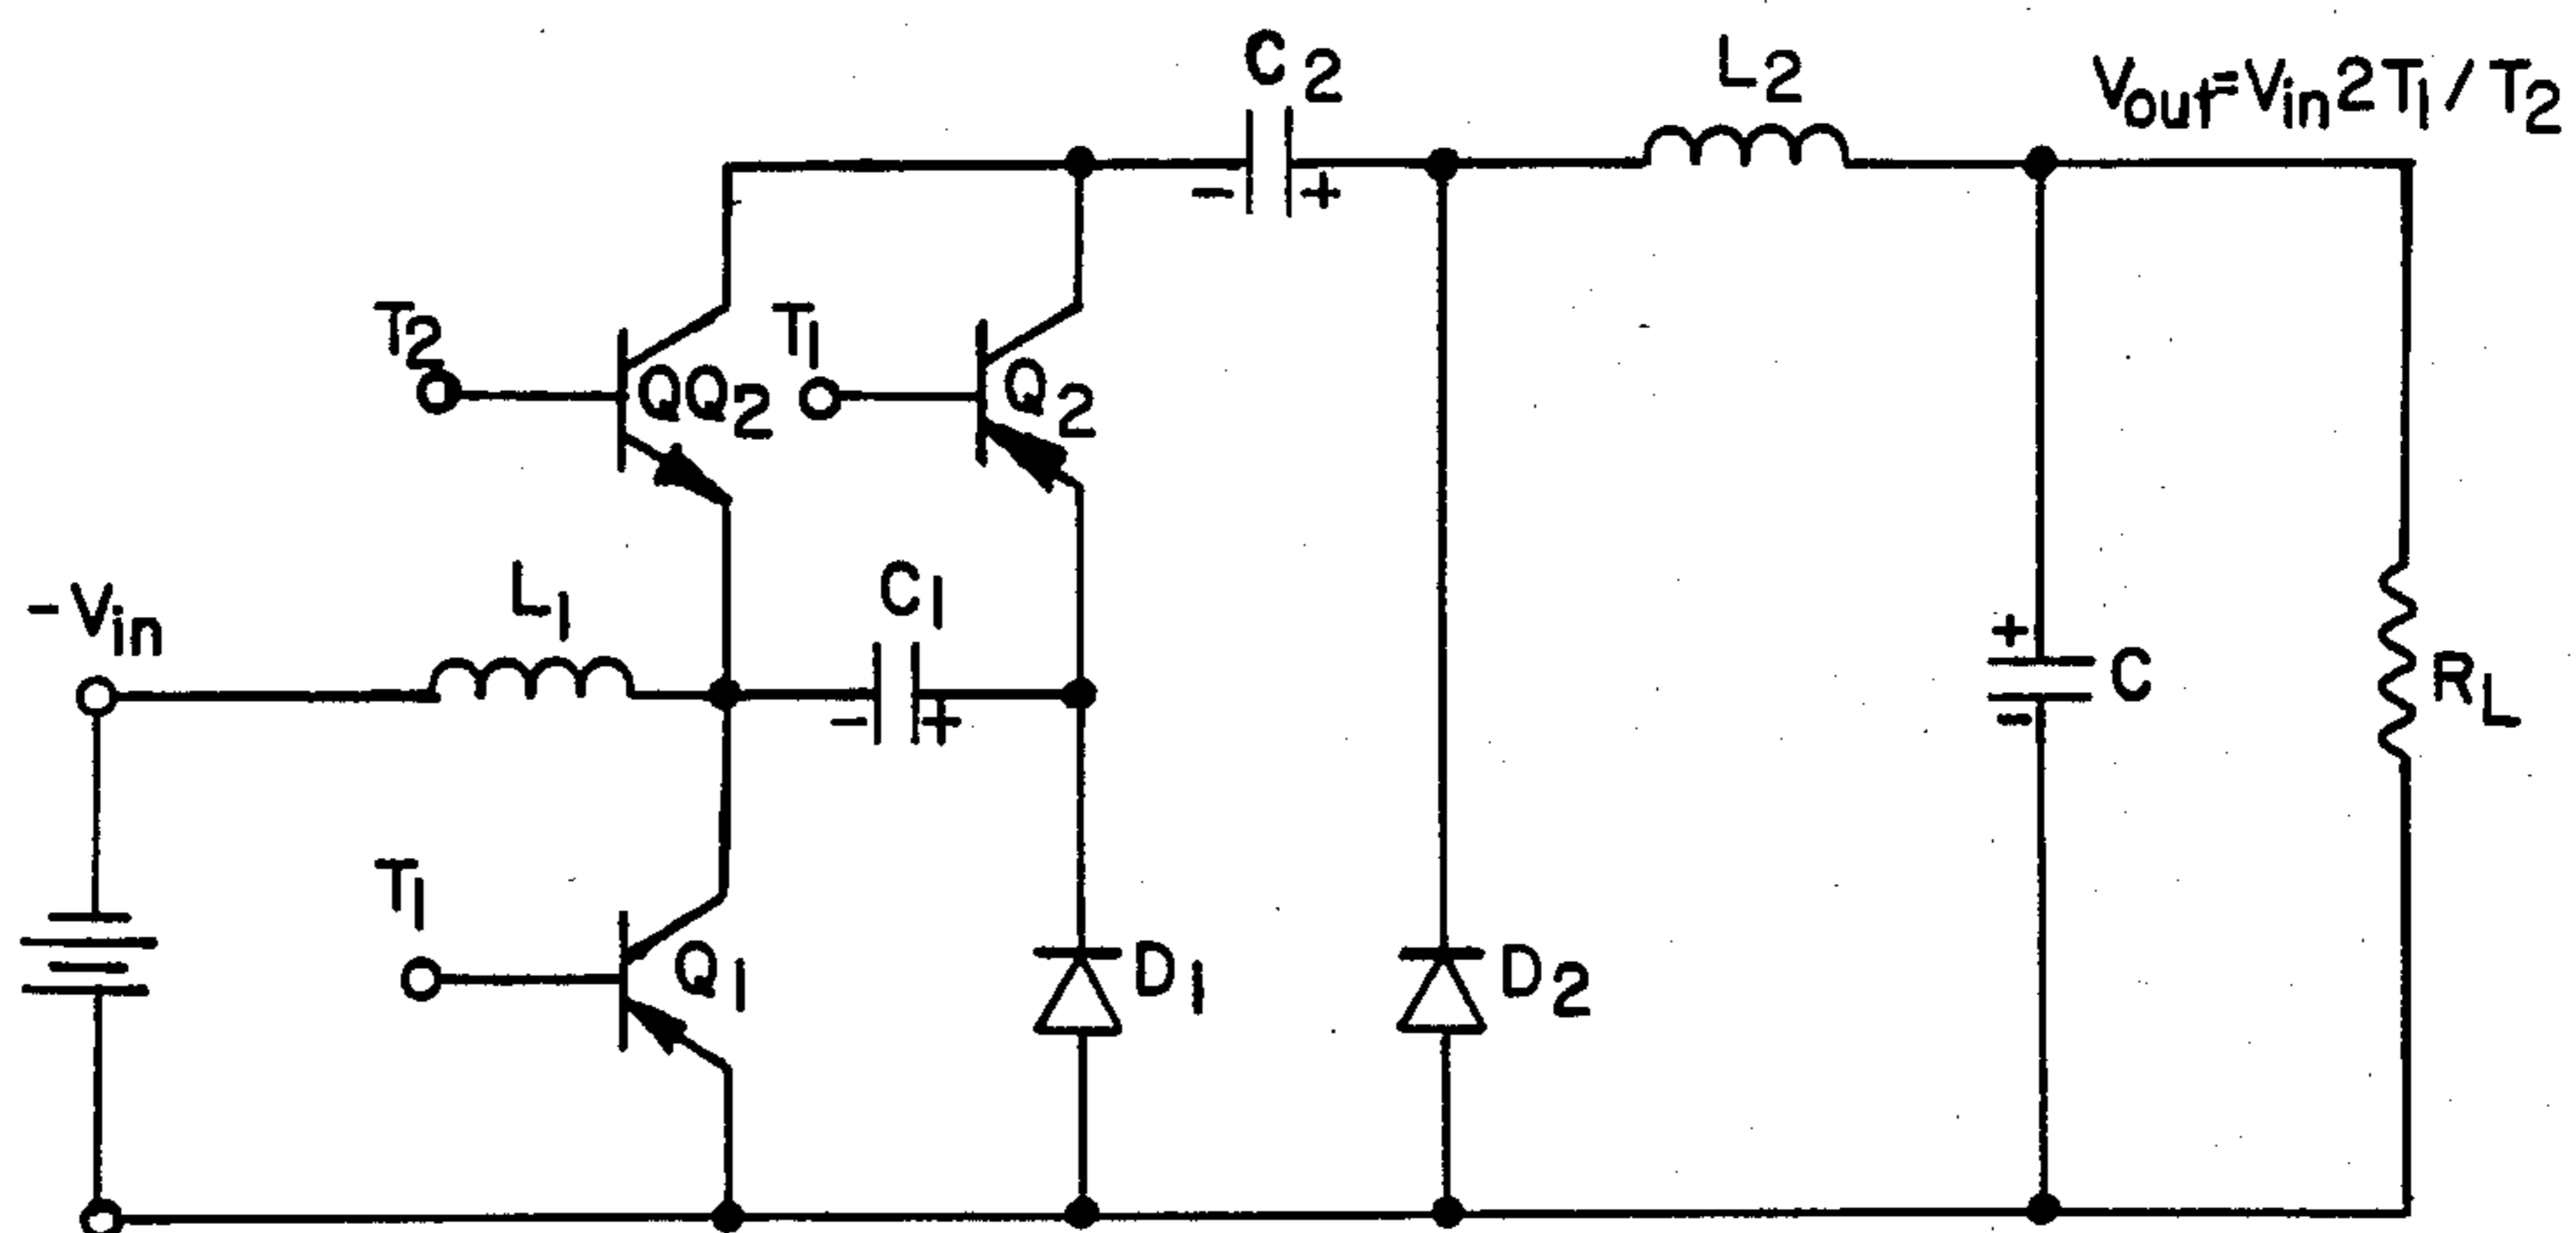 C2
L2
Vout=Vin2T1/T2
T2
QQ2
T1
Q2
-Vin
L1
C1
- +
- +
+
-
C
RL
T1
Q1
D1
D2